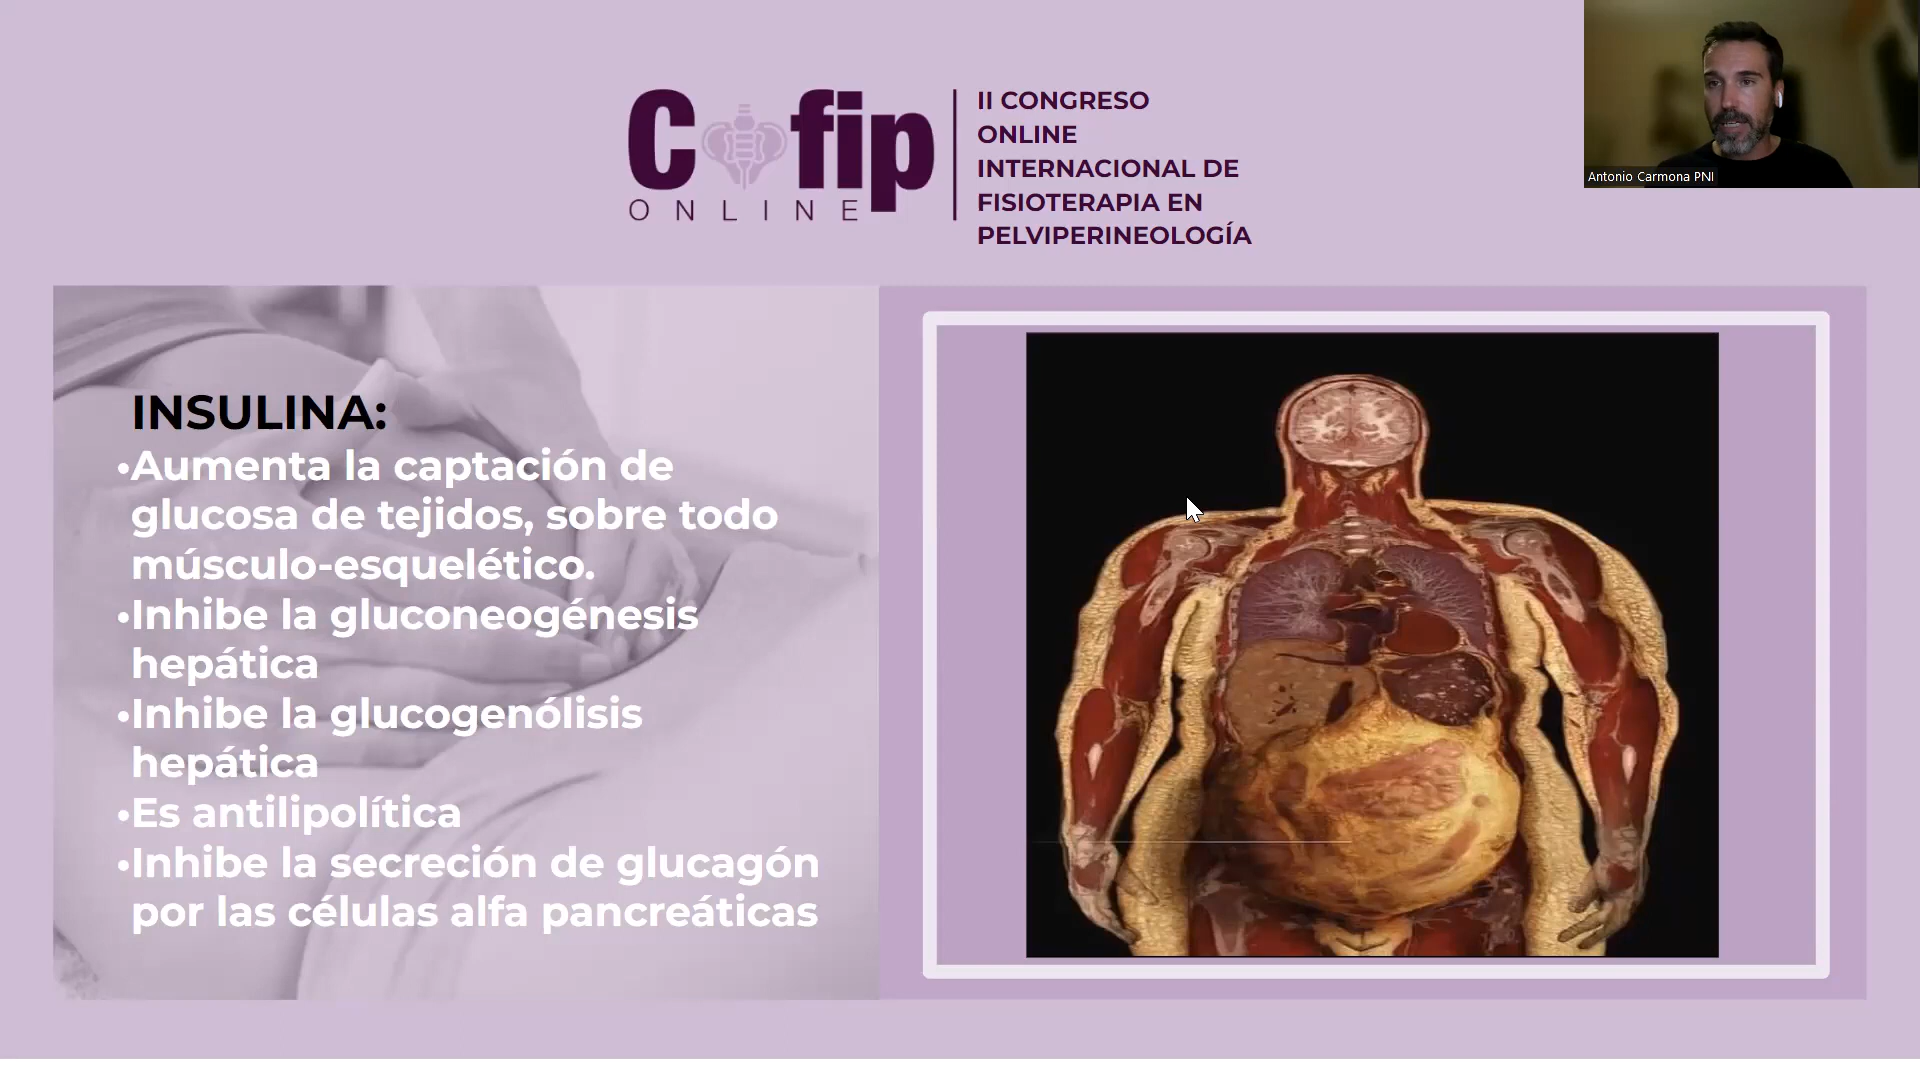 Cofip
ONLINE
II CONGRESO
ONLINE
INTERNACIONAL DE
FISIOTERAPIA EN
PELVIPERINEOLOGÍA
Antonio Carmona PNI
INSULINA:
•Aumenta la captación de
glucosa de tejidos, sobre todo
músculo-esquelético.
•Inhibe la gluconeogénesis
hepática
•Inhibe la glucogenólisis
hepática
•Es antilipolítica
•Inhibe la secreción de glucagón
por las células alfa pancreáticas